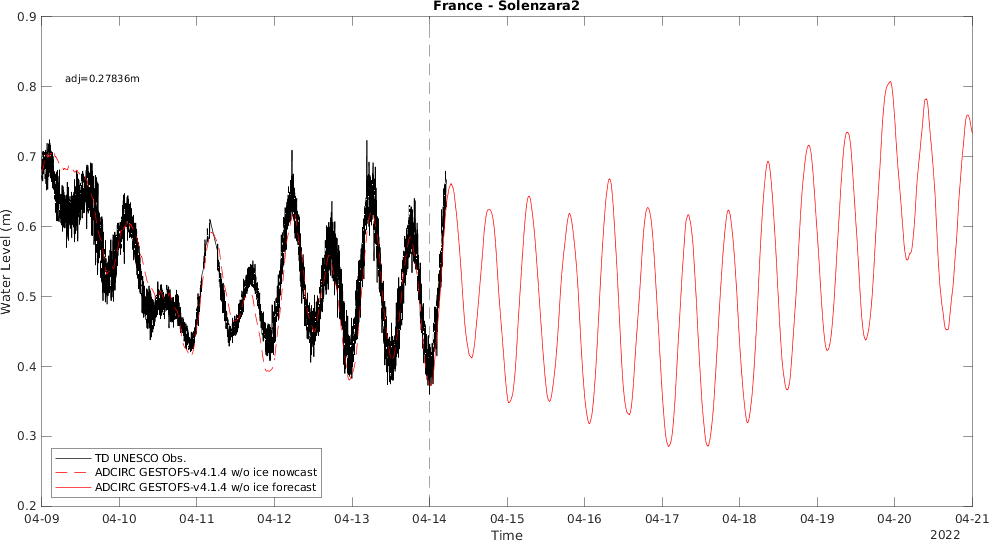 France - Solenzara2
0.9
0.8
0.7
0.6
0.5
0.4
0.3
0.2
Water Level (m)
adj=0.27836m
TD UNESCO Obs.
ADCIRC GESTOFS-v4.1.4 w/o ice nowcast
ADCIRC GESTOFS-v4.1.4 w/o ice forecast
04-09 04-10 04-11 04-12 04-13 04-14 04-15 04-16 04-17 04-18 04-19 04-20 04-21
Time
2022